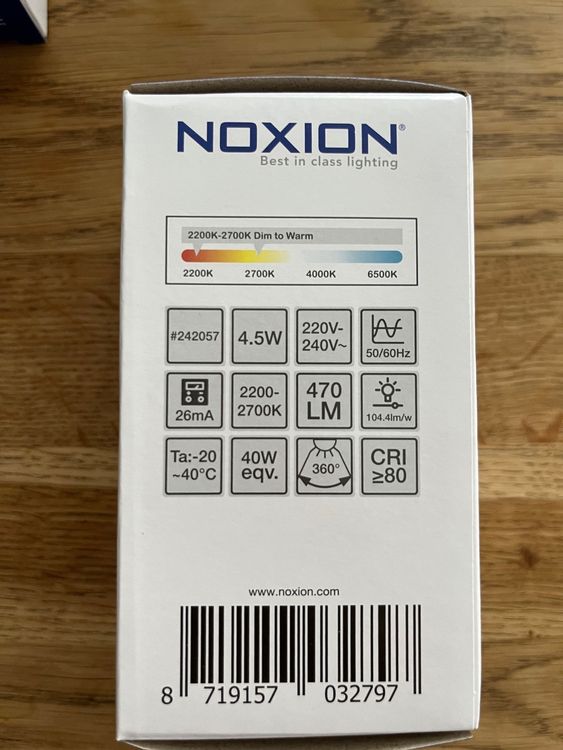 NOXION®
Best in class lighting
2200K-2700K Dim to Warm
2200K 2700K 4000K 6500K
#242057
4.5W
220V-
240V~
50/60Hz
26mA
2200-
2700K
470
LM
104.4lm/w
Ta:-20
~40°C
40W
eqv.
360°
CRI
≥80
www.noxion.com
8 719157 032797